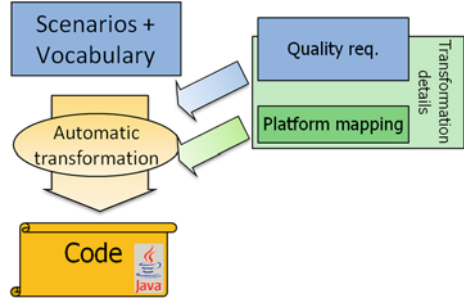 Scenarios +
Vocabulary
Quality req.
Transformation
details
Platform mapping
Automatic
transformation
Code
Java